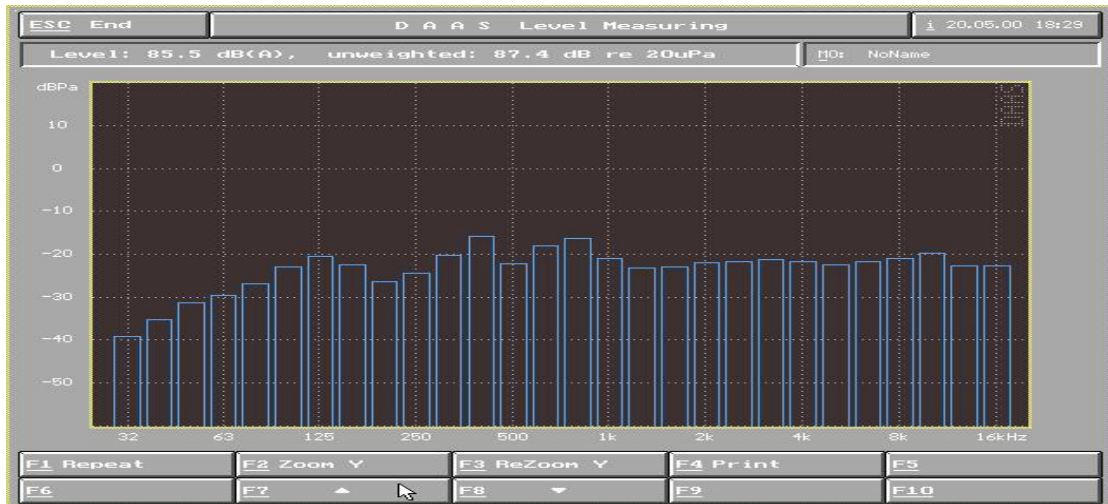 ESC End
D A A S Level Measuring
i 20.05.00 18:29
Level: 85.5 dB(A), unweighted: 87.4 dB re 20uPa
MO: NoName
dBPa
DAAS
10
0
-10
-20
-30
-40
-50
32 63 125 250 500 1k 2k 4k 8k 16kHz
F1 Repeat F2 Zoom Y F3 ReZoom Y F4 Print F5
F6 F7 F8 F9 F10